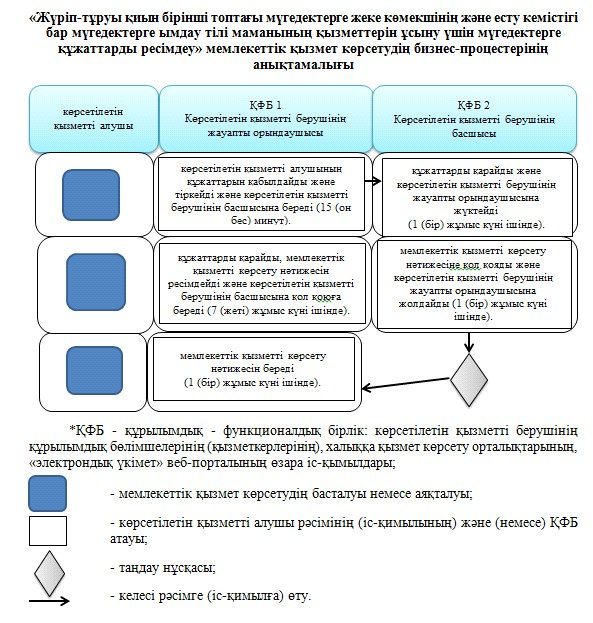 «Жүріп-тұруы қиын бірінші топтағы мүгедектерге жеке көмекшінің және есту кемістігі
бар мүгедектерге ымдау тілі маманының қызметтерін ұсыну үшін мүгедектерге
құжаттарды ресімдеу» мемлекеттік қызмет көрсетудің бизнес-процестерінің
анықтамалығы
көрсетілетін
қызметті алушы
ҚФБ 1
Көрсетілетін қызметті берушінің
жауапты орындаушысы
ҚФБ 2
Көрсетілетін қызметті берушінің
басшысы
көрсетілетін қызметті алушының
құжаттарын қабылдайды және
тіркейді және көрсетілетін қызметті
берушінің басшысына береді (15 (он
бес) минут).
құжаттарды қарайды және
көрсетілетін қызметті берушінің
жауапты орындаушысына
жүктейді
(1 (бір) жұмыс күні ішінде).
құжаттарды қарайды, мемлекеттік
қызметті көрсету нәтижесін
ресімдейді және көрсетілетін қызметті
берушінің басшысына қол қоюға
береді (7 (жеті) жұмыс күні ішінде).
мемлекеттік қызметті көрсету
нәтижесіне қол қояды және
көрсетілетін қызметті берушінің
жауапты орындаушысына
жолдайды (1 (бір) жұмыс күні
ішінде).
мемлекеттік қызметті көрсету
нәтижесін береді
(1 (бір) жұмыс күні ішінде).
*ҚФБ - құрылымдық - функционалдық бірлік: көрсетілетін қызметті берушінің
құрылымдық бөлімшелерінің (қызметкерлерінің), халыққа қызмет көрсету орталықтарының,
«электрондық үкімет» веб-порталының өзара іс-қимылдары;
- мемлекеттік қызмет көрсетудің басталуы немесе аяқталуы;
- көрсетілетін қызметті алушы рәсімінің (іс-қимылының) және (немесе) ҚФБ
атауы;
- таңдау нұсқасы;
- келесі рәсімге (іс-қимылға) өту.